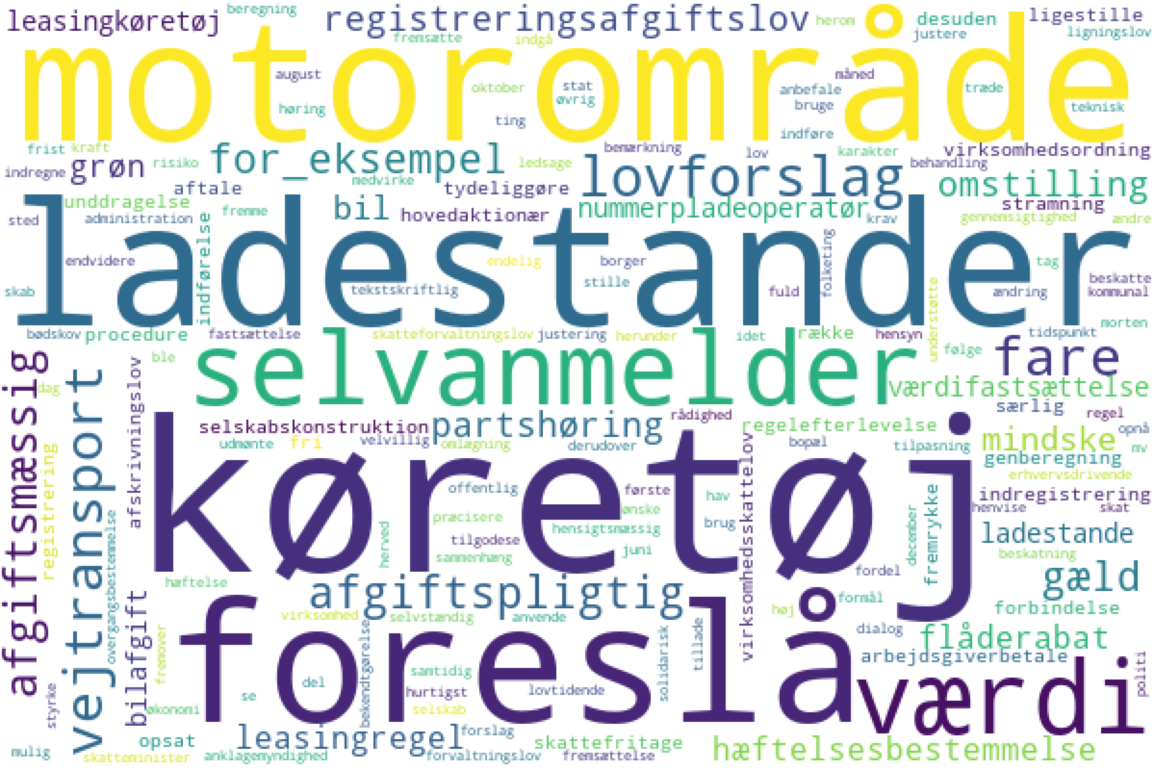 leasingkøretøj
beregning
registreringsafgiftslov
herom
desuden
ligestille
fremsætte
indgå
justere
ligningslov
motorområde
august
høring
oktober
stat
øvrig
ting
anbefale
bruge
måned
træde
teknisk
indføre
frist
kraft
indregne
grøn
risiko
for_eksempel
ledsage
bemærkning
lov
karakter
virksomhedsordning
behandling
lovforslag
omstilling
aftale
medvirke
tydeliggøre
unddragelse
stramning
sted
administration
fremme
bil
hovedaktionær
nummerpladeoperatør
krav
gennemsigtighed
ændre
ladestander
indførelse
endvidere
endelig
borger
folketing
tag
beskatte
skab
tekstskriftlig
stille
fuld
ændring
kommunal
bødskov
procedure
fastsættelse
skatteforvaltningslov
justering
herunder
idet
række
hensyn
understøtte
tidspunkt
morten
selvanmelder
ble
følge
fare
afgiftsmæssig
dag
vejtransport
afskrivningslov
værdifastsættelse
særlig
regel
selskabskonstruktion
partshøring
rådighed
regelefterlevelse
opnå
udmønte
fri
velvillig
omlægning
derudover
bopæl
tilpasning
mindske
mv
genberegning
erhvervsdrivende
køretøj
registrering
offentlig
første
hav
ønske
præcisere
hensigtsmæssig
brug
tilgodese
juni
sammenhæng
herved
virksomhedsskattelov
december
fremrykke
indregistrering
henvise
skat
ladestande
beskatning
fordel
gæld
overgangsbestemmelse
hæftelse
afgiftspligtig
formål
høj
forbindelse
bilafgift
virksomhed
selvstændig
anvende
dialog
flåderabat
foreslå
fremover
bekendtgørelse
solidarisk
tillade
arbejdsgiverbetale
værdi
politi
samtidig
se
del
hurtigst
lovtidende
styrke
økonomi
selskab
mulig
opsat
leasingregel
forslag
skattefritage
hæftelsesbestemmelse
skatteminister
anklagemyndighed
forvaltningslov
fremsættelse